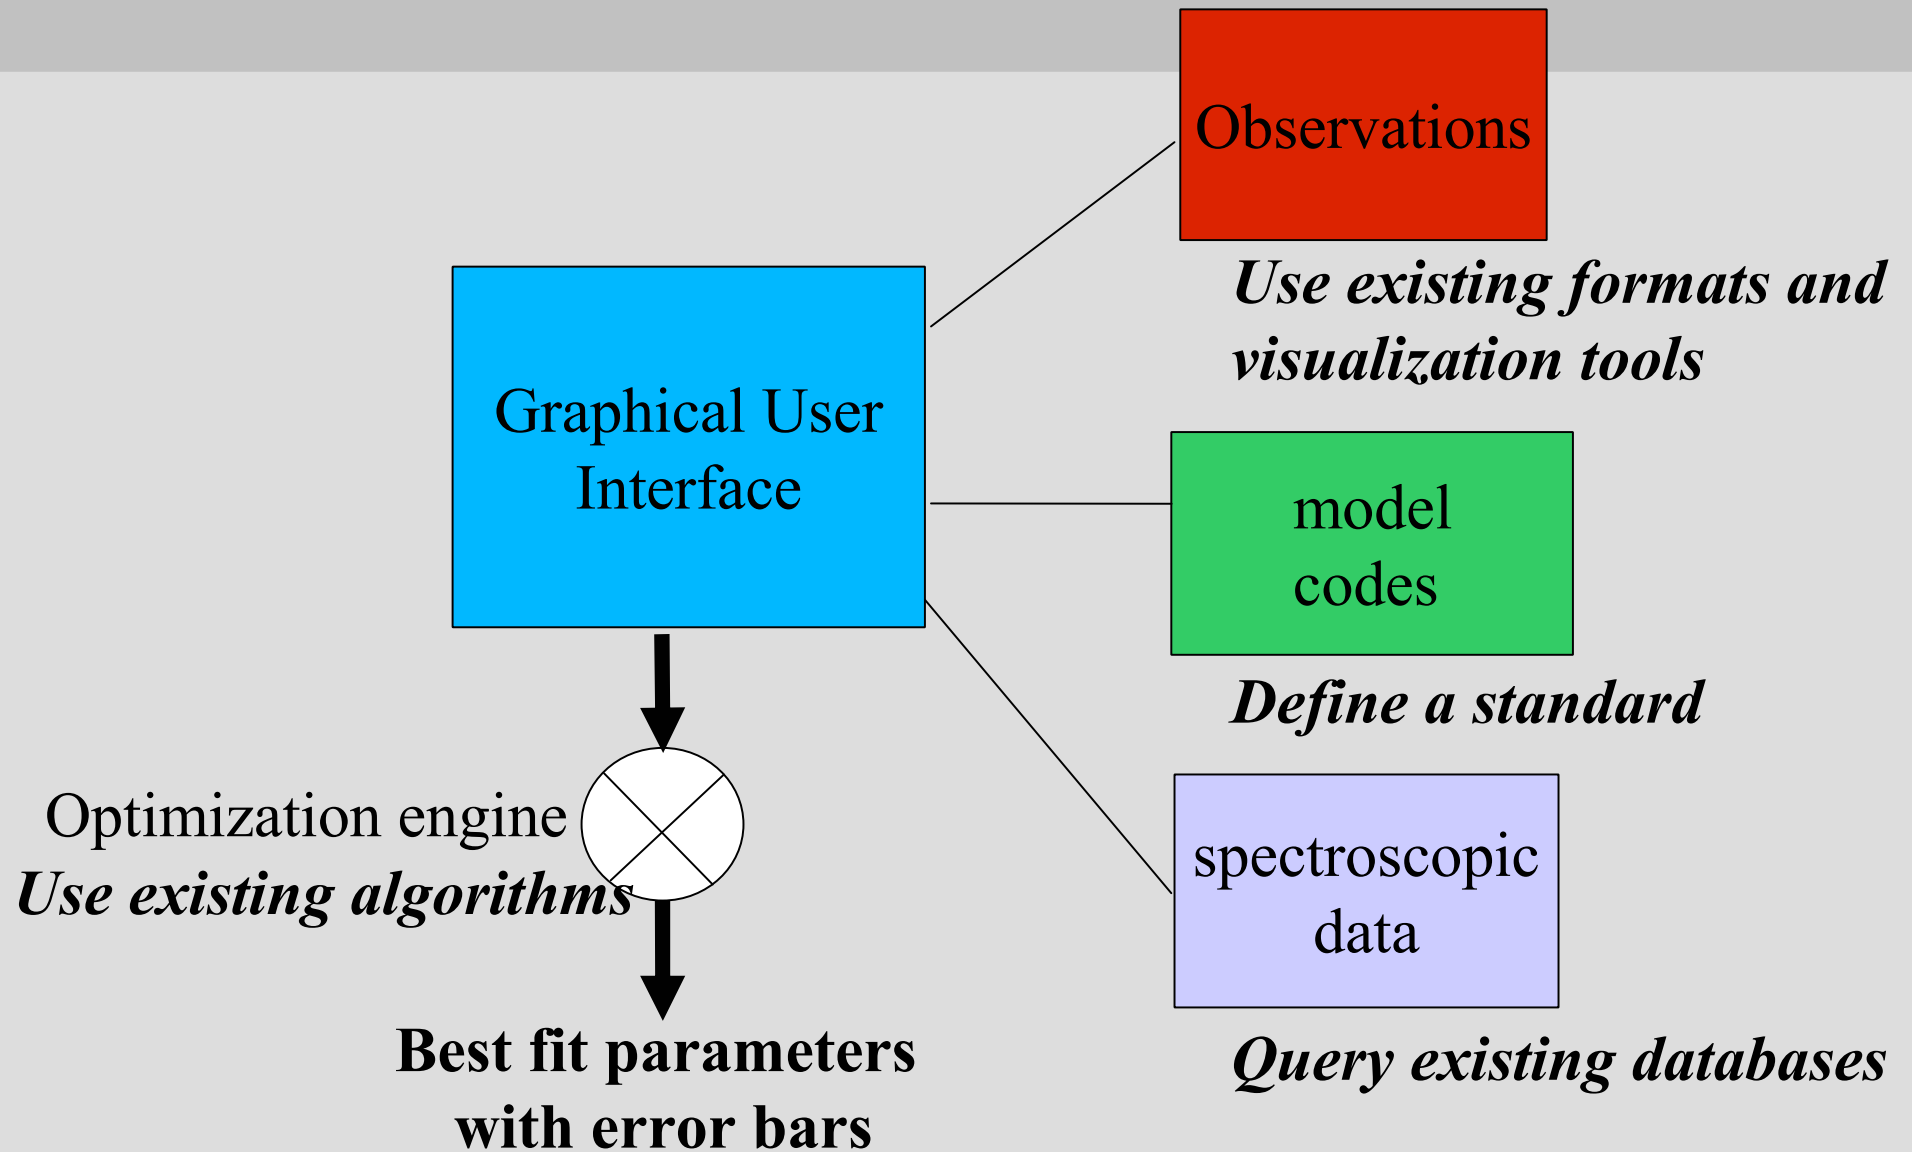 Observations
Use existing formats and
visualization tools
Graphical User
Interface
model
codes
Define a standard
Optimization engine
Use existing algorithms
spectroscopic
data
Query existing databases
Best fit parameters
with error bars